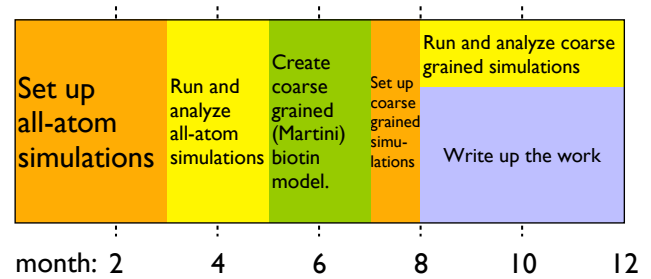 Set up
all-atom
simulations
Run and
analyze
all-atom
simulations
Create
coarse
grained
(Martini)
biotin
model.
Set up
coarse
grained
simu-
lations
Run and analyze coarse
grained simulations
Write up the work
month: 2 4 6 8 10 12